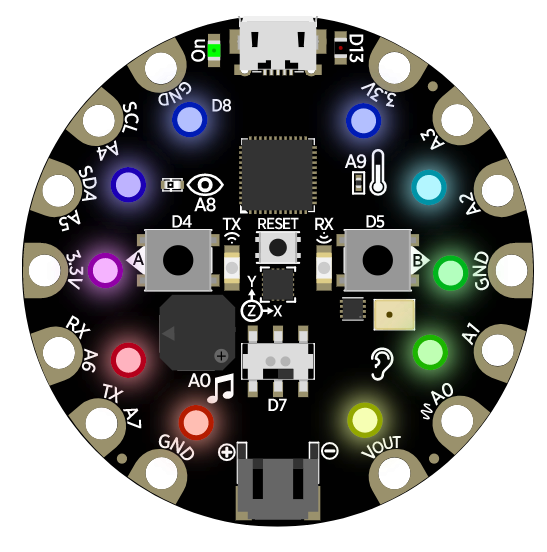 On
D13
GND
3.3V
D8
SCL
A4
A3
A9
SDA
A5
A8
A2
D4
TX
RESET
RX
D5
3.3V
A
B
GND
Y
Z
X
RX
A6
A1
A0
D7
TX
A7
A0
GND
VOUT
+
-